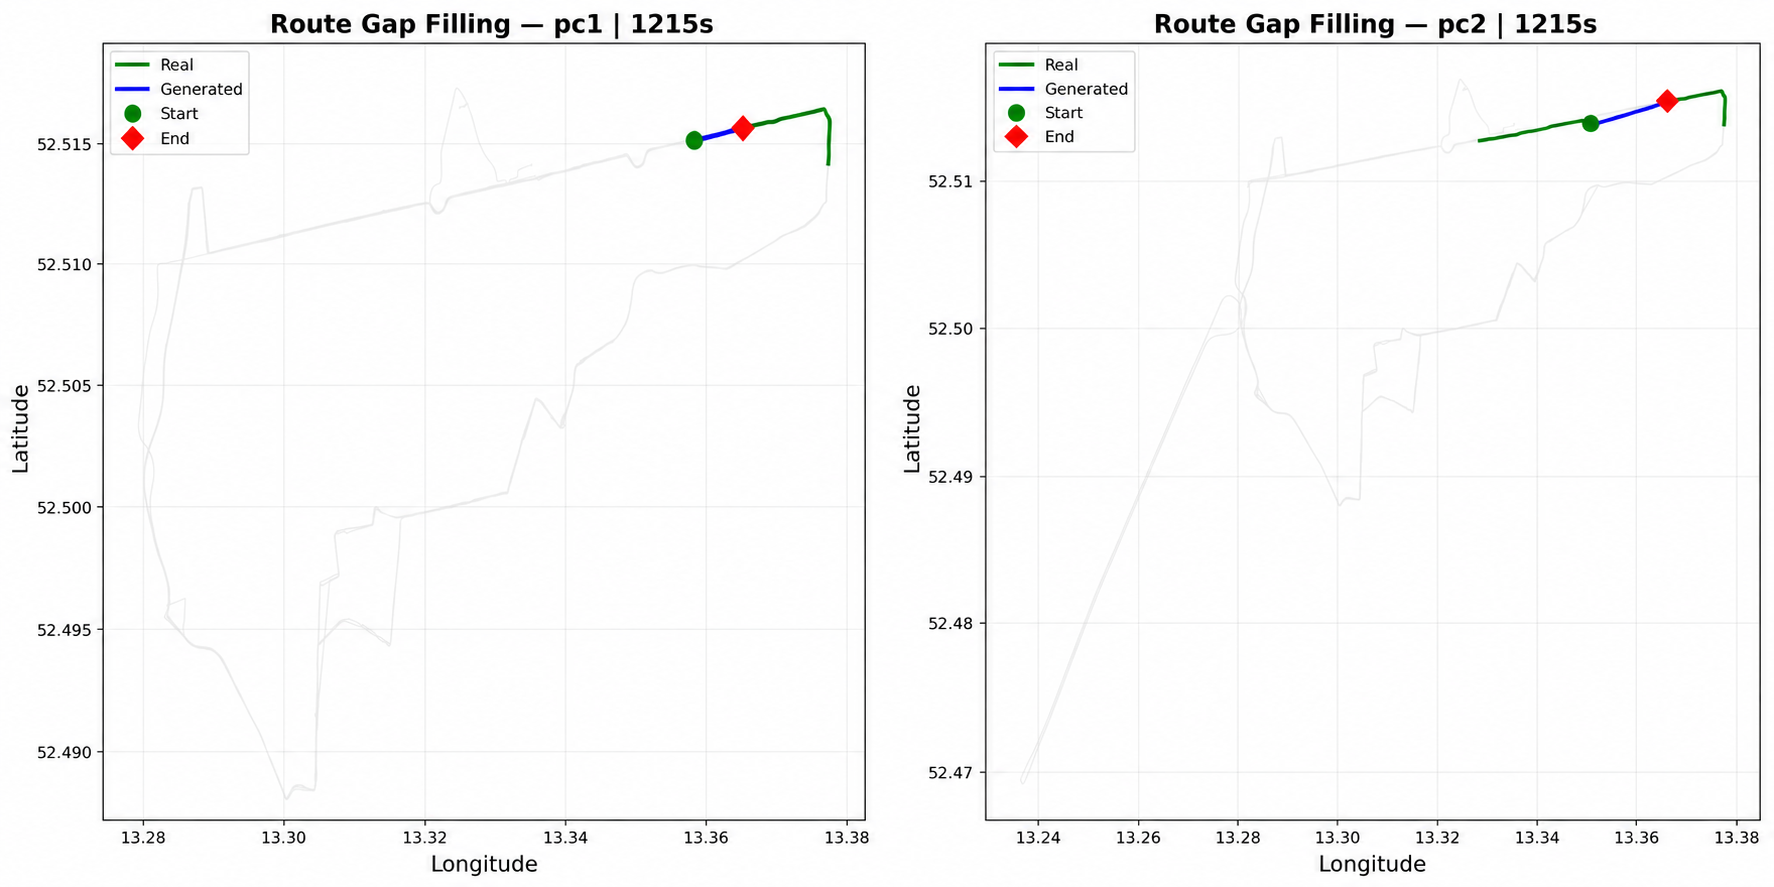 Route Gap Filling — pc1 | 1215s
Real
Generated
Start
End
52.515
52.510
52.505
52.500
52.495
52.490
Latitude
13.28 13.30 13.32 13.34 13.36 13.38
Longitude
Route Gap Filling — pc2 | 1215s
Real
Generated
Start
End
52.51
52.50
52.49
52.48
52.47
Latitude
13.24 13.26 13.28 13.30 13.32 13.34 13.36 13.38
Longitude